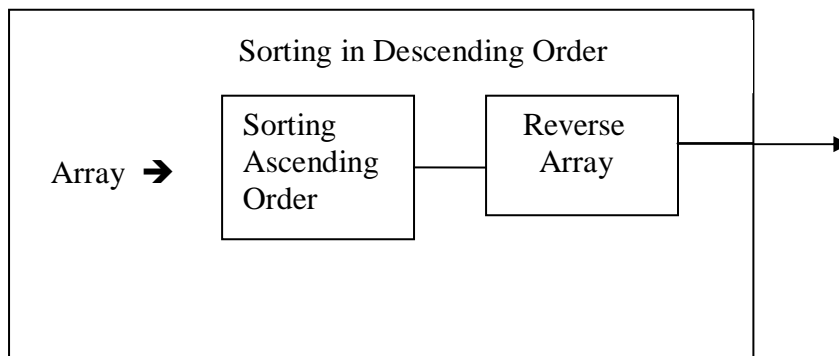 Sorting in Descending Order
Array ➔
Sorting
Ascending
Order
Reverse
Array